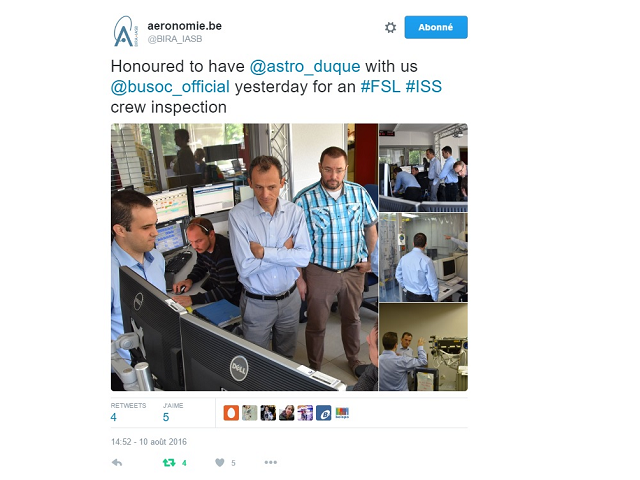 aeronomie.be
@BIRA_IASB
Abonné
Honoured to have @astro_duque with us
@busoc_official yesterday for an #FSL #ISS
crew inspection
DELL
RETWEETS
4
J'AIME
5
14:52 - 10 août 2016
4
5